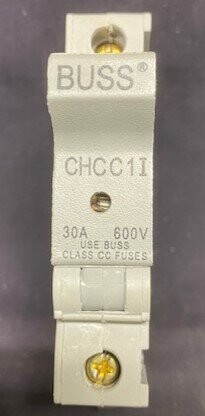 BUSS®
CHCC1I
30A 600V
USE BUSS
CLASS CC FUSES